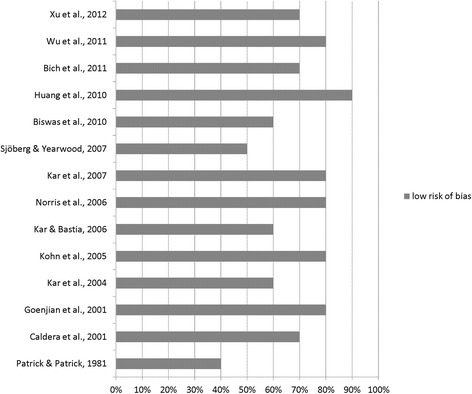 Xu et al., 2012
Wu et al., 2011
Bich et al., 2011
Huang et al., 2010
Biswas et al., 2010
Sjöberg & Yearwood, 2007
Kar et al., 2007
Norris et al., 2006
Kar & Bastia, 2006
Kohn et al., 2005
Kar et al., 2004
Goenjian et al., 2001
Caldera et al., 2001
Patrick & Patrick, 1981
0% 10% 20% 30% 40% 50% 60% 70% 80% 90% 100%
low risk of bias